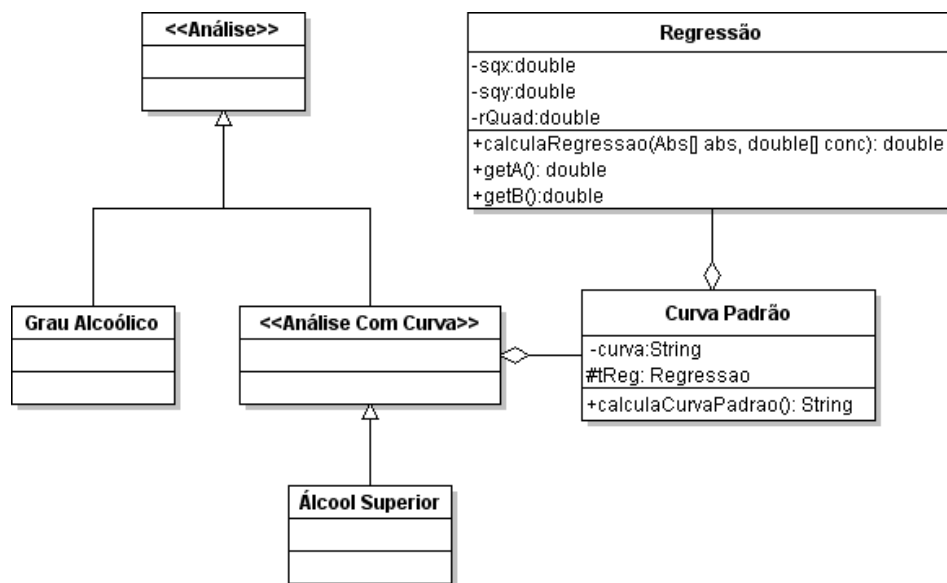 <<Análise>>
Regressão
-sqx:double
-sqy:double
-rQuad:double
+calculaRegressao(Abs[] abs, double[] conc): double
+getA(): double
+getB():double
Grau Alcoólico
<<Análise Com Curva>>
Curva Padrão
-curva:String
#tReg: Regressao
+calculaCurvaPadrao(): String
Álcool Superior